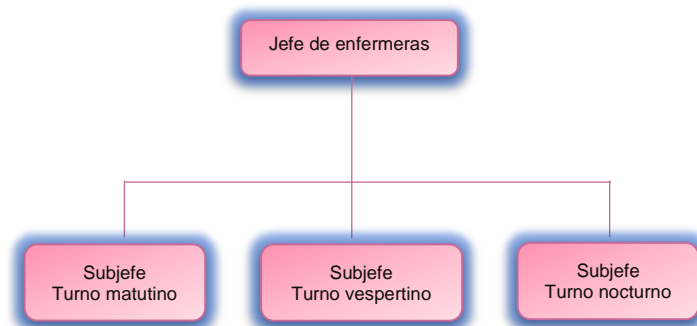 Jefe de enfermeras
Subjefe
Turno matutino
Subjefe
Turno vespertino
Subjefe
Turno nocturno